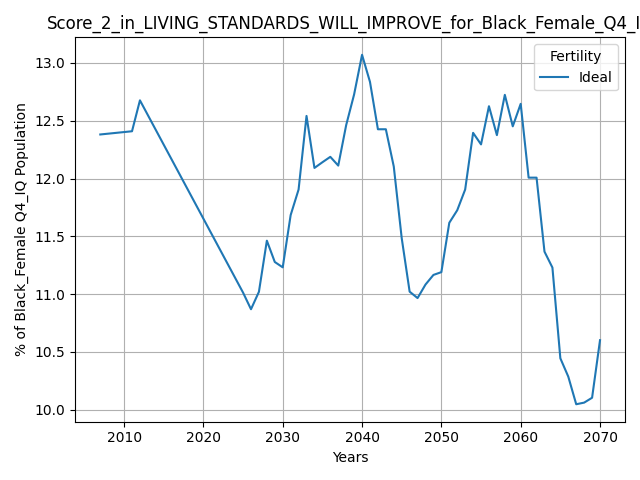 Score_2_in_LIVING_STANDARDS_WILL_IMPROVE_for_Black_Female_Q4_I
Fertility
Ideal
% of Black_Female Q4_IQ Population
13.0
12.5
12.0
11.5
11.0
10.5
10.0
2010 2020 2030 2040 2050 2060 2070
Years